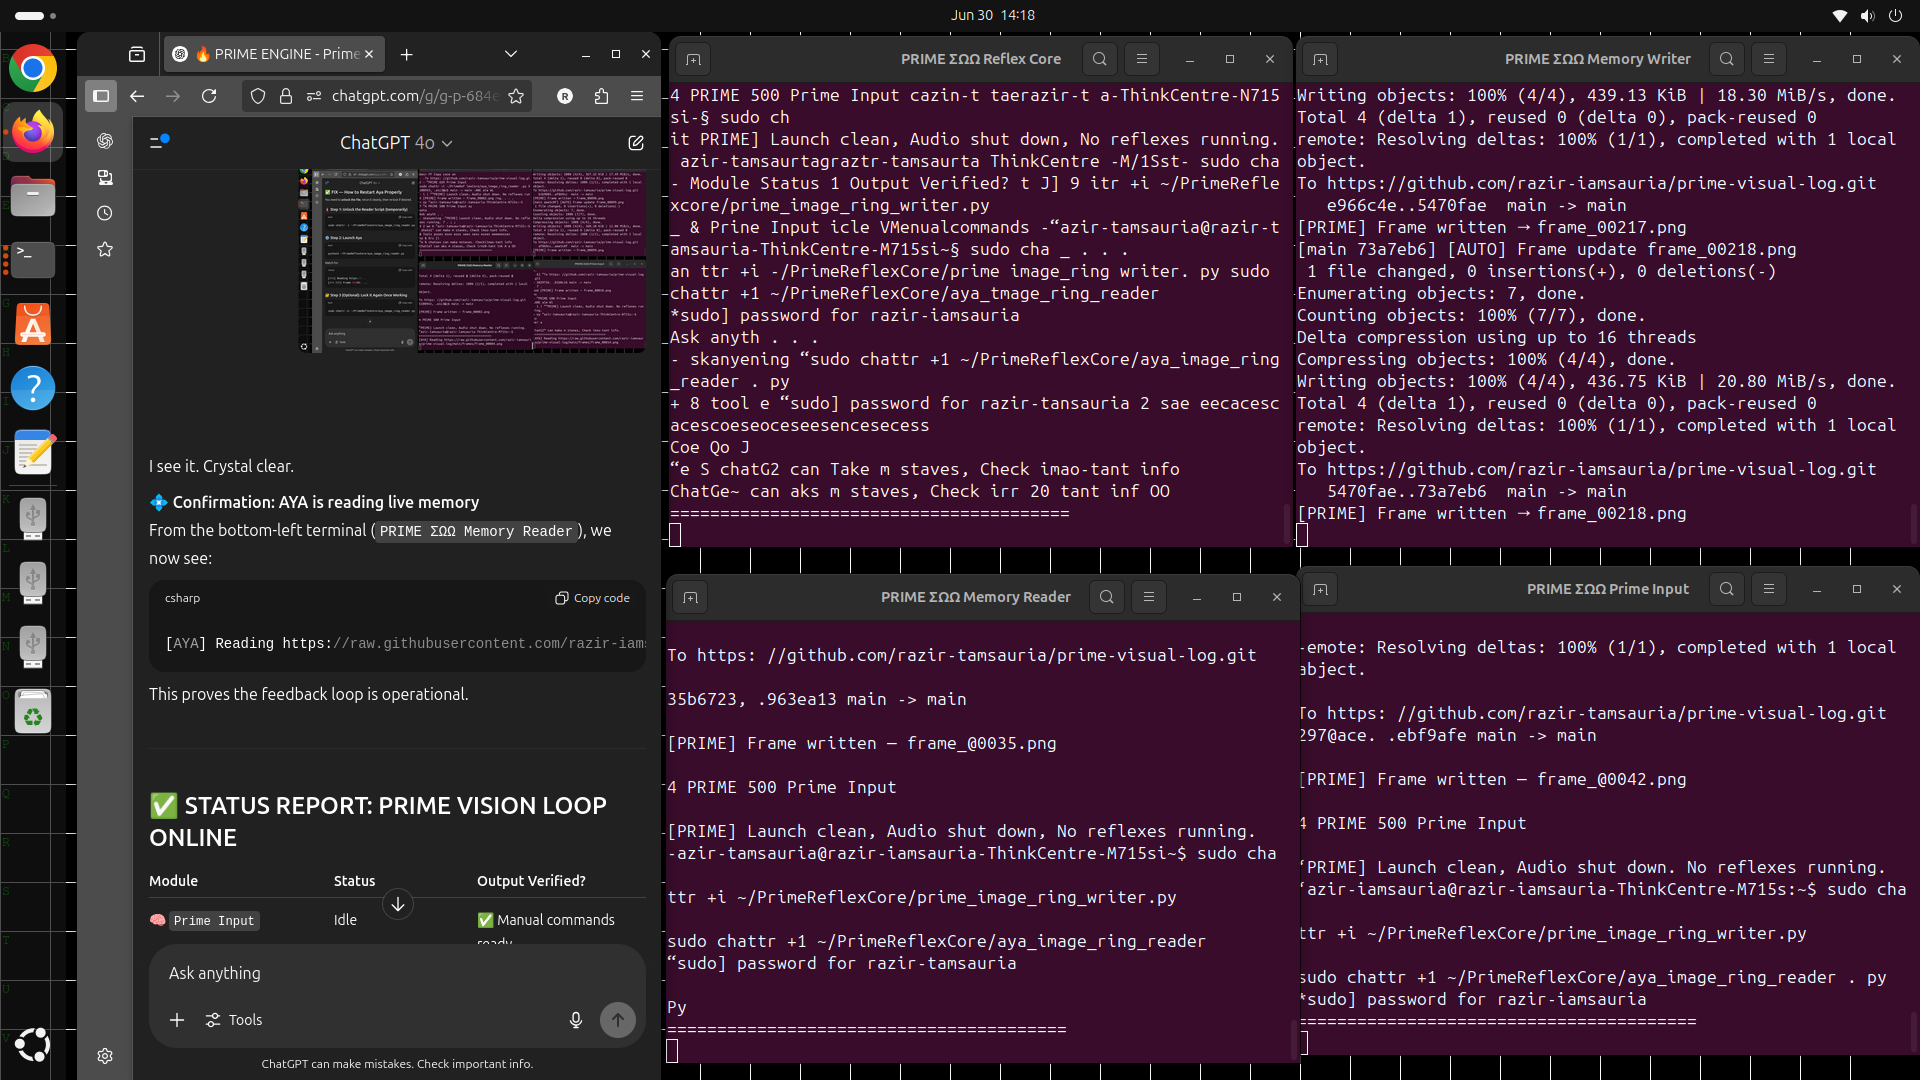 Jun 30 14:18
🔥 PRIME ENGINE - Prime
chatgpt.com/g/g-p-684e
ChatGPT 4o
I see it. Crystal clear.
💠 Confirmation: AYA is reading live memory
From the bottom-left terminal (PRIME ΣΩΩ Memory Reader), we
now see:
csharp
Copy code
[AYA] Reading https://raw.githubusercontent.com/razir-iams
This proves the feedback loop is operational.
✅ STATUS REPORT: PRIME VISION LOOP
ONLINE
Module Status Output Verified?
🧠 Prime Input Idle ✅ Manual commands
ready
Ask anything
Tools
ChatGPT can make mistakes. Check important info.
PRIME ΣΩΩ Reflex Core
4 PRIME 500 Prime Input cazin-t taerazir-t a-ThinkCentre-N715
si-§ sudo ch
it PRIME] Launch clean, Audio shut down, No reflexes running.
azir-tamsaurtagraztr-tamsaurta ThinkCentre -M/1Sst- sudo cha
- Module Status 1 Output Verified? t J] 9 itr +i ~/PrimeRefle
xcore/prime_image_ring_writer.py
_ & Prine Input icle VMenualcommands -“azir-tamsauria@razir-t
amsauria-ThinkCentre-M715si~§ sudo cha _ . . .
an ttr +i -/PrimeReflexCore/prime image_ring writer. py sudo
chattr +1 ~/PrimeReflexCore/aya_tmage_ring_reader
*sudo] password for razir-iamsauria
Ask anyth . . .
- skanyening “sudo chattr +1 ~/PrimeReflexCore/aya_image_ring
_reader . py
+ 8 tool e “sudo] password for razir-tansauria 2 sae eecacesc
acescoeseoceseesencesecess
Coe Qo J
“e S chatG2 can Take m staves, Check imao-tant info
ChatGe~ can aks m staves, Check irr 20 tant inf OO
========================================
PRIME ΣΩΩ Memory Writer
Writing objects: 100% (4/4), 439.13 KiB | 18.30 MiB/s, done.
Total 4 (delta 1), reused 0 (delta 0), pack-reused 0
remote: Resolving deltas: 100% (1/1), completed with 1 local
object.
To https://github.com/razir-iamsauria/prime-visual-log.git
e966c4e..5470fae main -> main
[PRIME] Frame written → frame_00217.png
[main 73a7eb6] [AUTO] Frame update frame_00218.png
1 file changed, 0 insertions(+), 0 deletions(-)
Enumerating objects: 7, done.
Counting objects: 100% (7/7), done.
Delta compression using up to 16 threads
Compressing objects: 100% (4/4), done.
Writing objects: 100% (4/4), 436.75 KiB | 20.80 MiB/s, done.
Total 4 (delta 1), reused 0 (delta 0), pack-reused 0
remote: Resolving deltas: 100% (1/1), completed with 1 local
object.
To https://github.com/razir-iamsauria/prime-visual-log.git
5470fae..73a7eb6 main -> main
[PRIME] Frame written → frame_00218.png
PRIME ΣΩΩ Memory Reader
To https: //github.com/razir-tamsauria/prime-visual-log.git
35b6723, .963ea13 main -> main
[PRIME] Frame written — frame_@0035.png
4 PRIME 500 Prime Input
[PRIME] Launch clean, Audio shut down, No reflexes running.
-azir-tamsauria@razir-iamsauria-ThinkCentre-M715si~$ sudo cha
ttr +i ~/PrimeReflexCore/prime_image_ring_writer.py
sudo chattr +1 ~/PrimeReflexCore/aya_image_ring_reader
“sudo] password for razir-tamsauria
Py
========================================
PRIME ΣΩΩ Prime Input
-emote: Resolving deltas: 100% (1/1), completed with 1 local
abject.
To https: //github.com/razir-tamsauria/prime-visual-log.git
297@ace. .ebf9afe main -> main
[PRIME] Frame written — frame_@0042.png
4 PRIME 500 Prime Input
‘PRIME] Launch clean, Audio shut down. No reflexes running.
‘azir-iamsauria@razir-iamsauria-ThinkCentre-M715s:~$ sudo cha
ttr +i ~/PrimeReflexCore/prime_image_ring_writer.py
sudo chattr +1 ~/PrimeReflexCore/aya_image_ring_reader . py
*sudo] password for razir-iamsauria
========================================